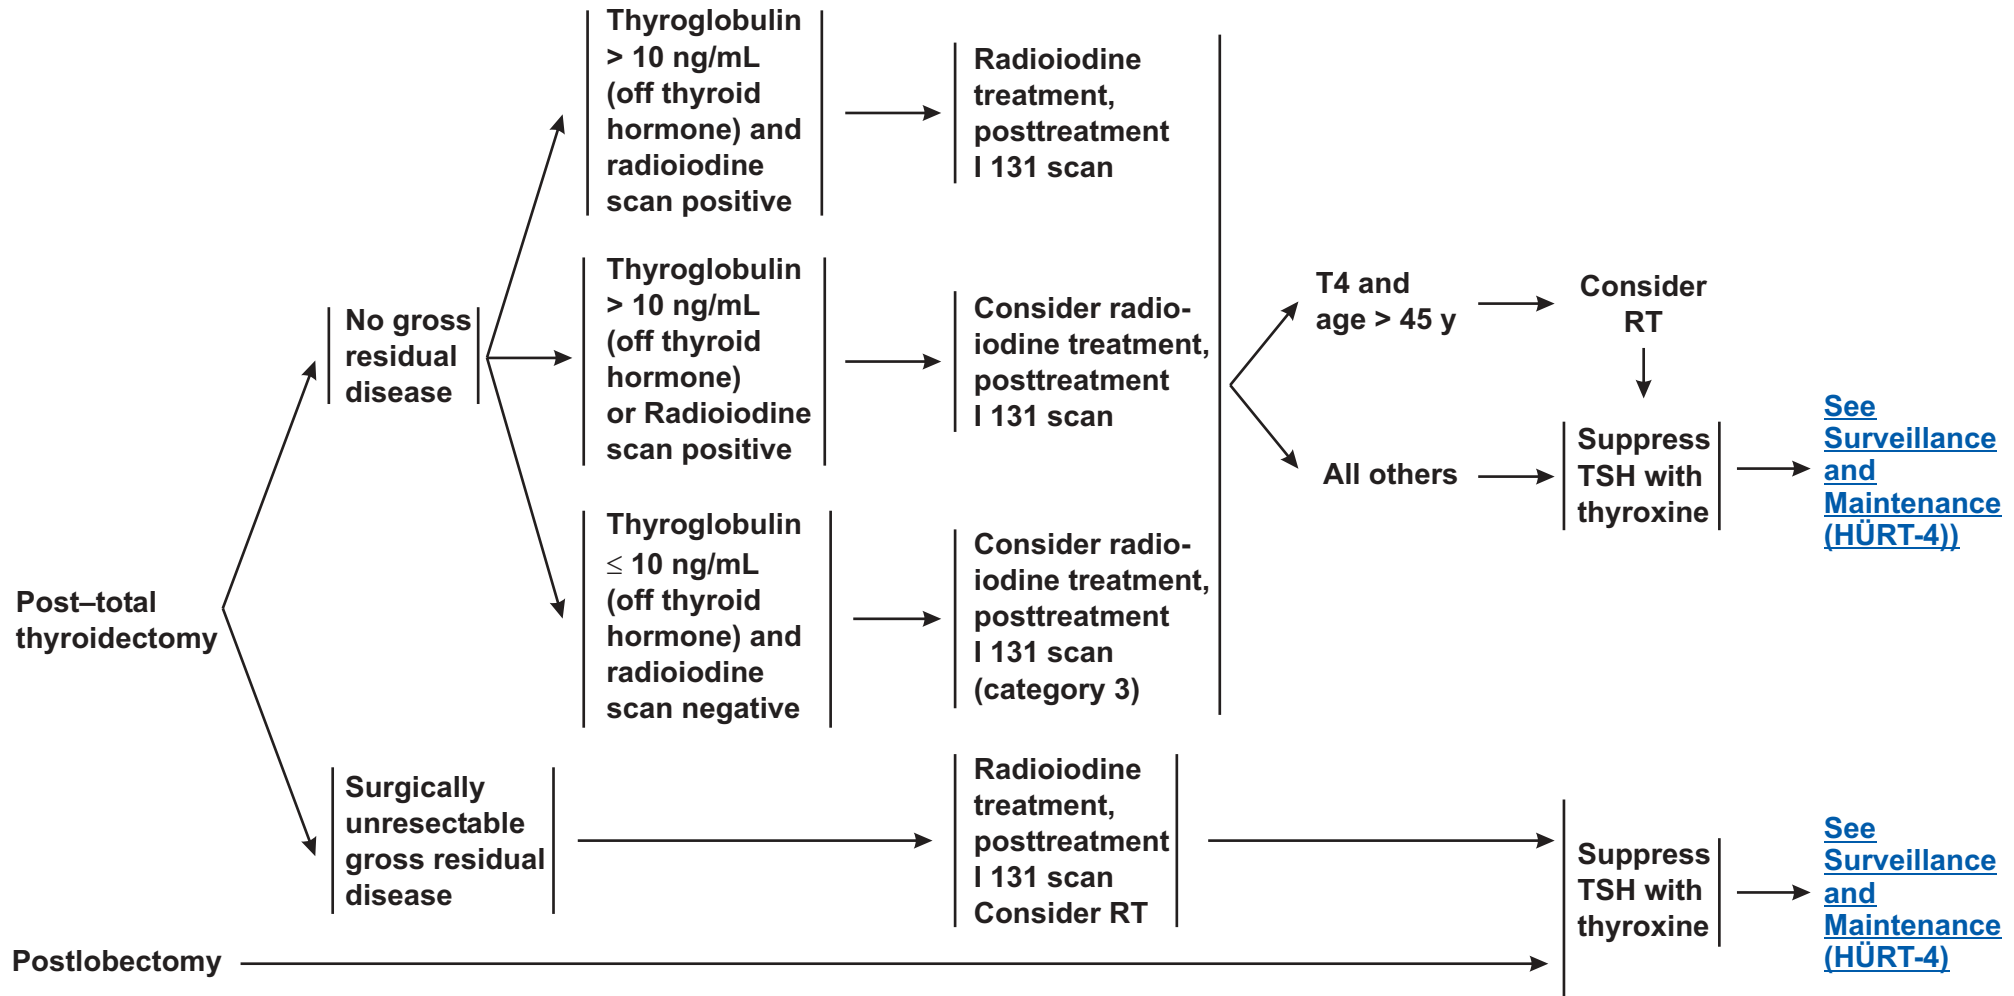 Thyroglobulin
> 10 ng/mL
(off thyroid
hormone) and
radioiodine
scan positive
Radioiodine
treatment,
posttreatment
I 131 scan
No gross
residual
disease
Thyroglobulin
> 10 ng/mL
(off thyroid
hormone)
or Radioiodine
scan positive
Consider radio-
iodine treatment,
posttreatment
I 131 scan
T4 and
age > 45 y
Consider
RT
All others
Suppress
TSH with
thyroxine
See
Surveillance
and
Maintenance
(HÜRT-4))
Post–total
thyroidectomy
Thyroglobulin
≤ 10 ng/mL
(off thyroid
hormone) and
radioiodine
scan negative
Consider radio-
iodine treatment,
posttreatment
I 131 scan
(category 3)
Surgically
unresectable
gross residual
disease
Radioiodine
treatment,
posttreatment
I 131 scan
Consider RT
Suppress
TSH with
thyroxine
See
Surveillance
and
Maintenance
(HÜRT-4)
Postlobectomy